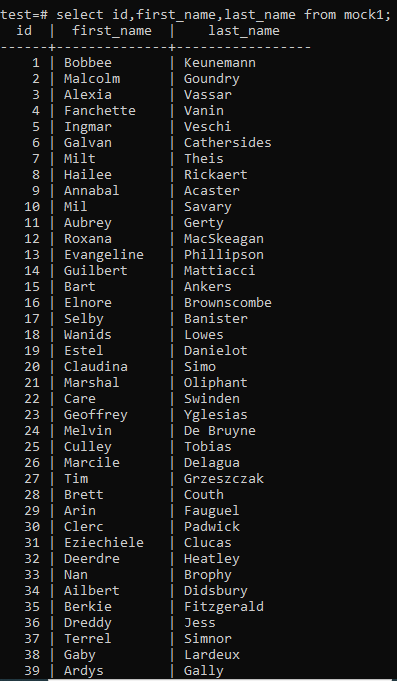 test=# select id,first_name,last_name from mock1;
id | first_name | last_name
------+--------------+-----------------
1 | Bobbee | Keunemann
2 | Malcolm | Goundry
3 | Alexia | Vassar
4 | Fanchette | Vanin
5 | Ingmar | Veschi
6 | Galvan | Cathersides
7 | Milt | Theis
8 | Hailee | Rickaert
9 | Annabal | Acaster
10 | Mil | Savary
11 | Aubrey | Gerty
12 | Roxana | MacSkeagan
13 | Evangeline | Phillipson
14 | Guilbert | Mattiacci
15 | Bart | Ankers
16 | Elnore | Brownscombe
17 | Selby | Banister
18 | Wanids | Lowes
19 | Estel | Danielot
20 | Claudina | Simo
21 | Marshal | Oliphant
22 | Care | Swinden
23 | Geoffrey | Yglesias
24 | Melvin | De Bruyne
25 | Culley | Tobias
26 | Marcile | Delagua
27 | Tim | Grzeszczak
28 | Brett | Couth
29 | Arin | Fauguel
30 | Clerc | Padwick
31 | Eziechiele | Clucas
32 | Deerdre | Heatley
33 | Nan | Brophy
34 | Ailbert | Didsbury
35 | Berkie | Fitzgerald
36 | Dreddy | Jess
37 | Terrel | Simnor
38 | Gaby | Lardeux
39 | Ardys | Gally